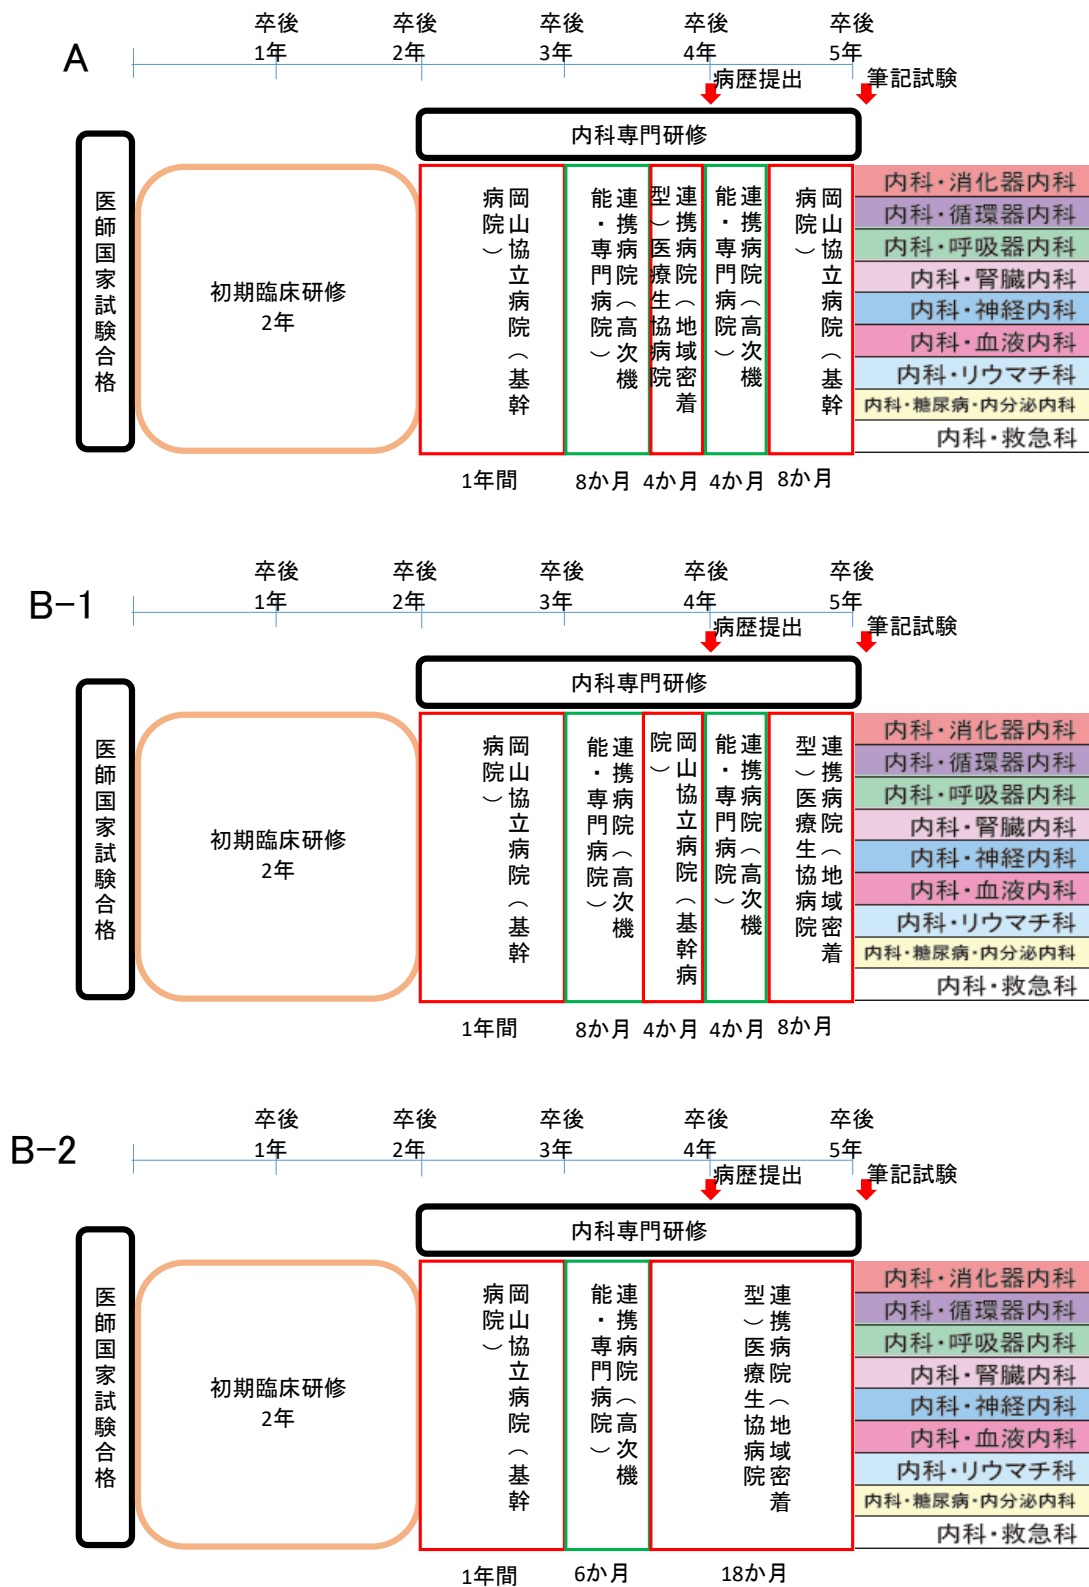 A
卒後 卒後 卒後 卒後 卒後
1年 2年 3年 4年 5年
病歴提出 筆記試験
内科専門研修
医師国家試験合格
初期臨床研修
2年
岡山協立病院（基幹
病院）
連携病院（高次機
能・専門病院）
連携病院（地域密着
型）医療生協病院
連携病院（高次機
能・専門病院）
岡山協立病院（基幹
病院）
内科・消化器内科
内科・循環器内科
内科・呼吸器内科
内科・腎臓内科
内科・神経内科
内科・血液内科
内科・リウマチ科
内科・糖尿病・内分泌内科
内科・救急科
1年間 8か月 4か月 4か月 8か月
B-1
卒後 卒後 卒後 卒後 卒後
1年 2年 3年 4年 5年
病歴提出 筆記試験
内科専門研修
医師国家試験合格
初期臨床研修
2年
岡山協立病院（基幹
病院）
連携病院（高次機
能・専門病院）
岡山協立病院（基幹病
院）
連携病院（高次機
能・専門病院）
連携病院（地域密着
型）医療生協病院
内科・消化器内科
内科・循環器内科
内科・呼吸器内科
内科・腎臓内科
内科・神経内科
内科・血液内科
内科・リウマチ科
内科・糖尿病・内分泌内科
内科・救急科
1年間 8か月 4か月 4か月 8か月
B-2
卒後 卒後 卒後 卒後 卒後
1年 2年 3年 4年 5年
病歴提出 筆記試験
内科専門研修
医師国家試験合格
初期臨床研修
2年
岡山協立病院（基幹
病院）
連携病院（高次機
能・専門病院）
連携病院（地域密着
型）医療生協病院
内科・消化器内科
内科・循環器内科
内科・呼吸器内科
内科・腎臓内科
内科・神経内科
内科・血液内科
内科・リウマチ科
内科・糖尿病・内分泌内科
内科・救急科
1年間 6か月 18か月